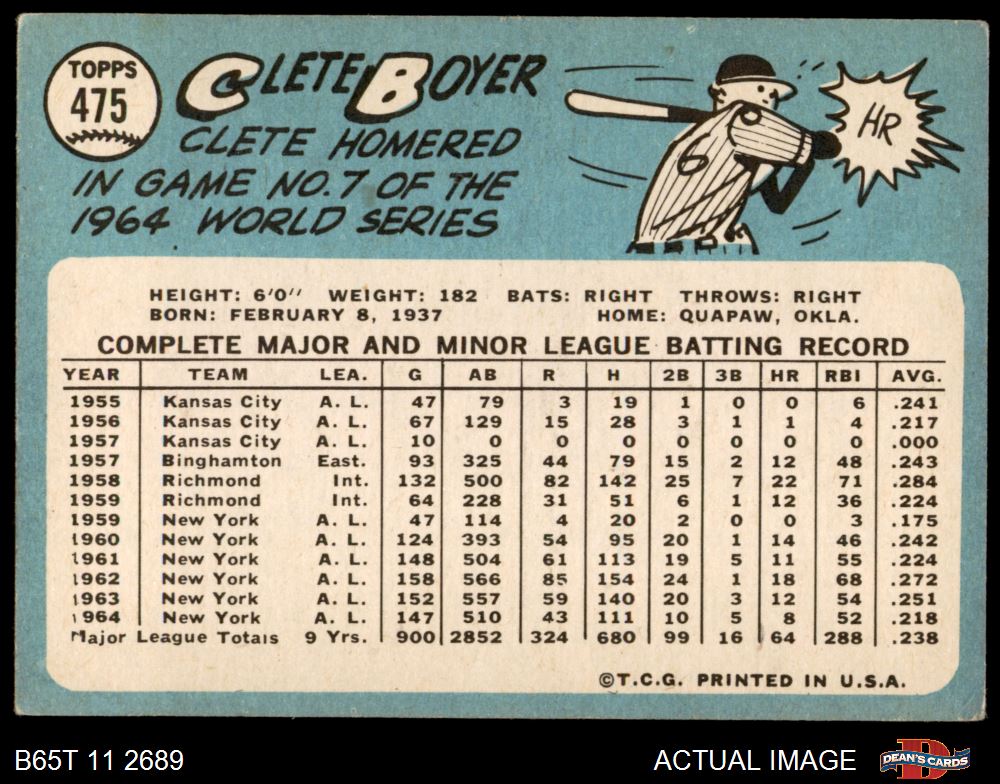 TOPPS
475
CLETE BOYER
CLETE HOMERED
IN GAME NO. 7 OF THE
1964 WORLD SERIES
HR
6
HEIGHT: 6'0" WEIGHT: 182 BATS: RIGHT THROWS: RIGHT
BORN: FEBRUARY 8, 1937 HOME: QUAPAW, OKLA.
COMPLETE MAJOR AND MINOR LEAGUE BATTING RECORD
YEAR TEAM LEA. G AB R H 2B 3B HR RBI AVG.
1955 Kansas City A. L. 47 79 3 19 1 0 0 6 .241
1956 Kansas City A. L. 67 129 15 28 3 1 1 4 .217
1957 Kansas City A. L. 10 0 0 0 0 0 0 0 .000
1957 Binghamton East. 93 325 44 79 15 2 12 48 .243
1958 Richmond Int. 132 500 82 142 25 7 22 71 .284
1959 Richmond Int. 64 228 31 51 6 1 12 36 .224
1959 New York A. L. 47 114 4 20 2 0 0 3 .175
1960 New York A. L. 124 393 54 95 20 1 14 46 .242
1961 New York A. L. 148 504 61 113 19 5 11 55 .224
1962 New York A. L. 158 566 85 154 24 1 18 68 .272
1963 New York A. L. 152 557 59 140 20 3 12 54 .251
1964 New York A. L. 147 510 43 111 10 5 8 52 .218
Major League Totals 9 Yrs. 900 2852 324 680 99 16 64 288 .238
©T.C.G. PRINTED IN U.S.A.
B65T 11 2689 ACTUAL IMAGE
DEAN'S CARDS